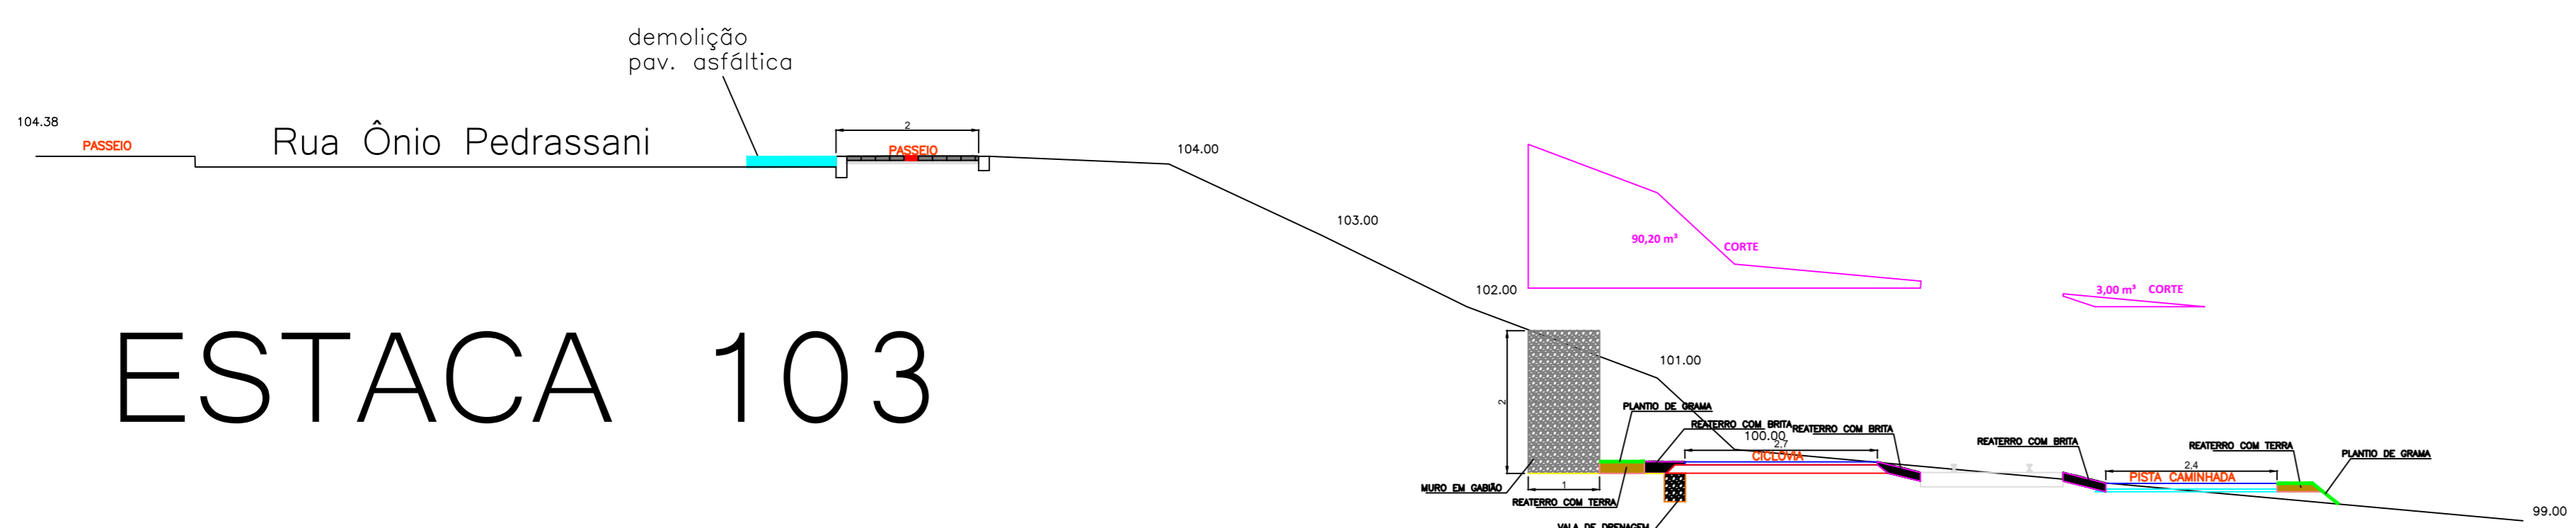 demolição
pav. asfáltica
104.38
PASSEIO
Rua Ônio Pedrassani
2
PASSEIO
104.00
103.00
102.00
90,20 m³
CORTE
3,00 m³ CORTE
ESTACA 103
2
101.00
PLANTIO DE GRAMA
REATERRO COM BRITA
REATERRO COM BRITA
100.00
2,7
CICLOVIA
REATERRO COM BRITA
REATERRO COM TERRA
PLANTIO DE GRAMA
2,4
PISTA CAMINHADA
MURO EM GABIÃO
1
REATERRO COM TERRA
99.00
VALA DE DRENAGEM